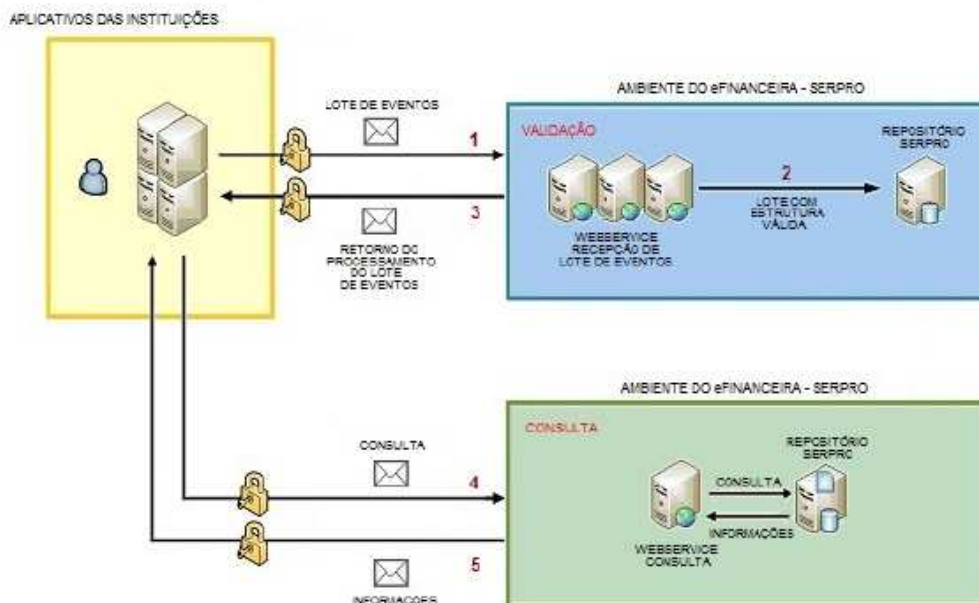 APLICATIVOS DAS INSTITUIÇÕES
AMBIENTE DO eFINANCEIRA - SERPRO
LOTE DE EVENTOS
1
VALIDAÇÃO
REPOSITÓRIO
SERPRO
2
LOTE COM
ESTRUTURA
VÁLIDA
3
WEBSERVICE
RECEPÇÃO DE
LOTE DE EVENTOS
RETORNO DO
PROCESSAMENTO
DO LOTE
DE EVENTOS
AMBIENTE DO eFINANCEIRA - SERPRO
CONSULTA
CONSULTA
REPOSITÓRIO
SERPRO
4
CONSULTA
INFORMAÇÕES
WEBSERVICE
CONSULTA
5
INFORMAÇÕES